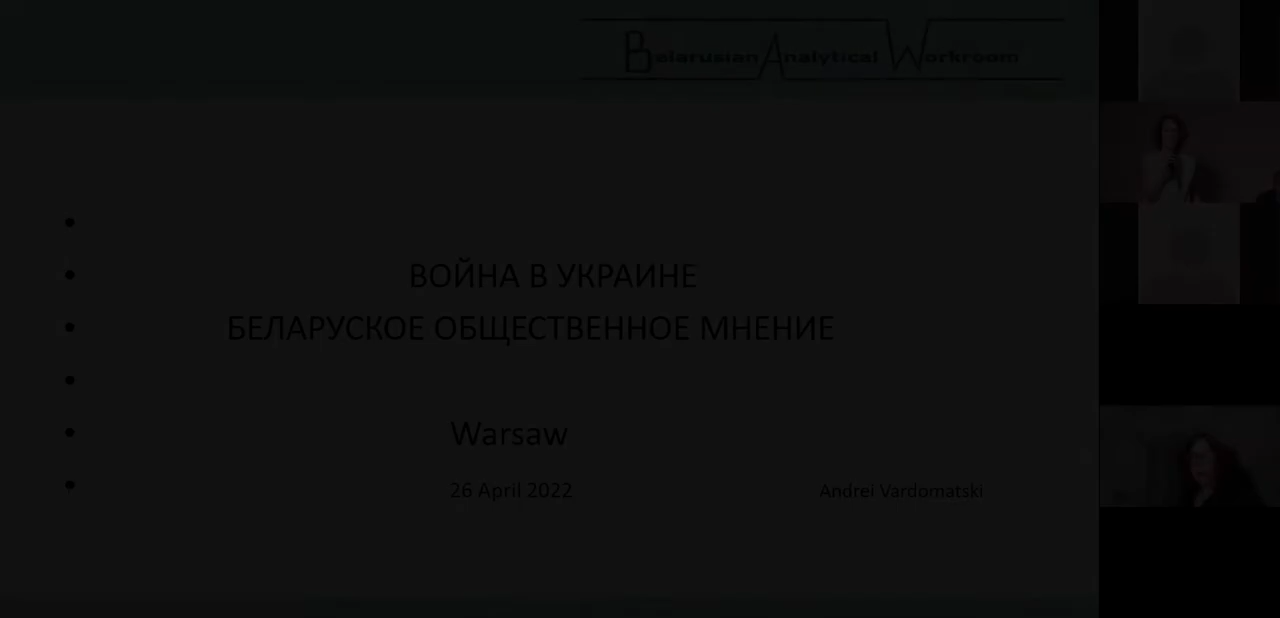 Belarusian Analytical Workroom
ВОЙНА В УКРАИНЕ
БЕЛАРУСКОЕ ОБЩЕСТВЕННОЕ МНЕНИЕ
Warsaw
26 April 2022 Andrei Vardomatski